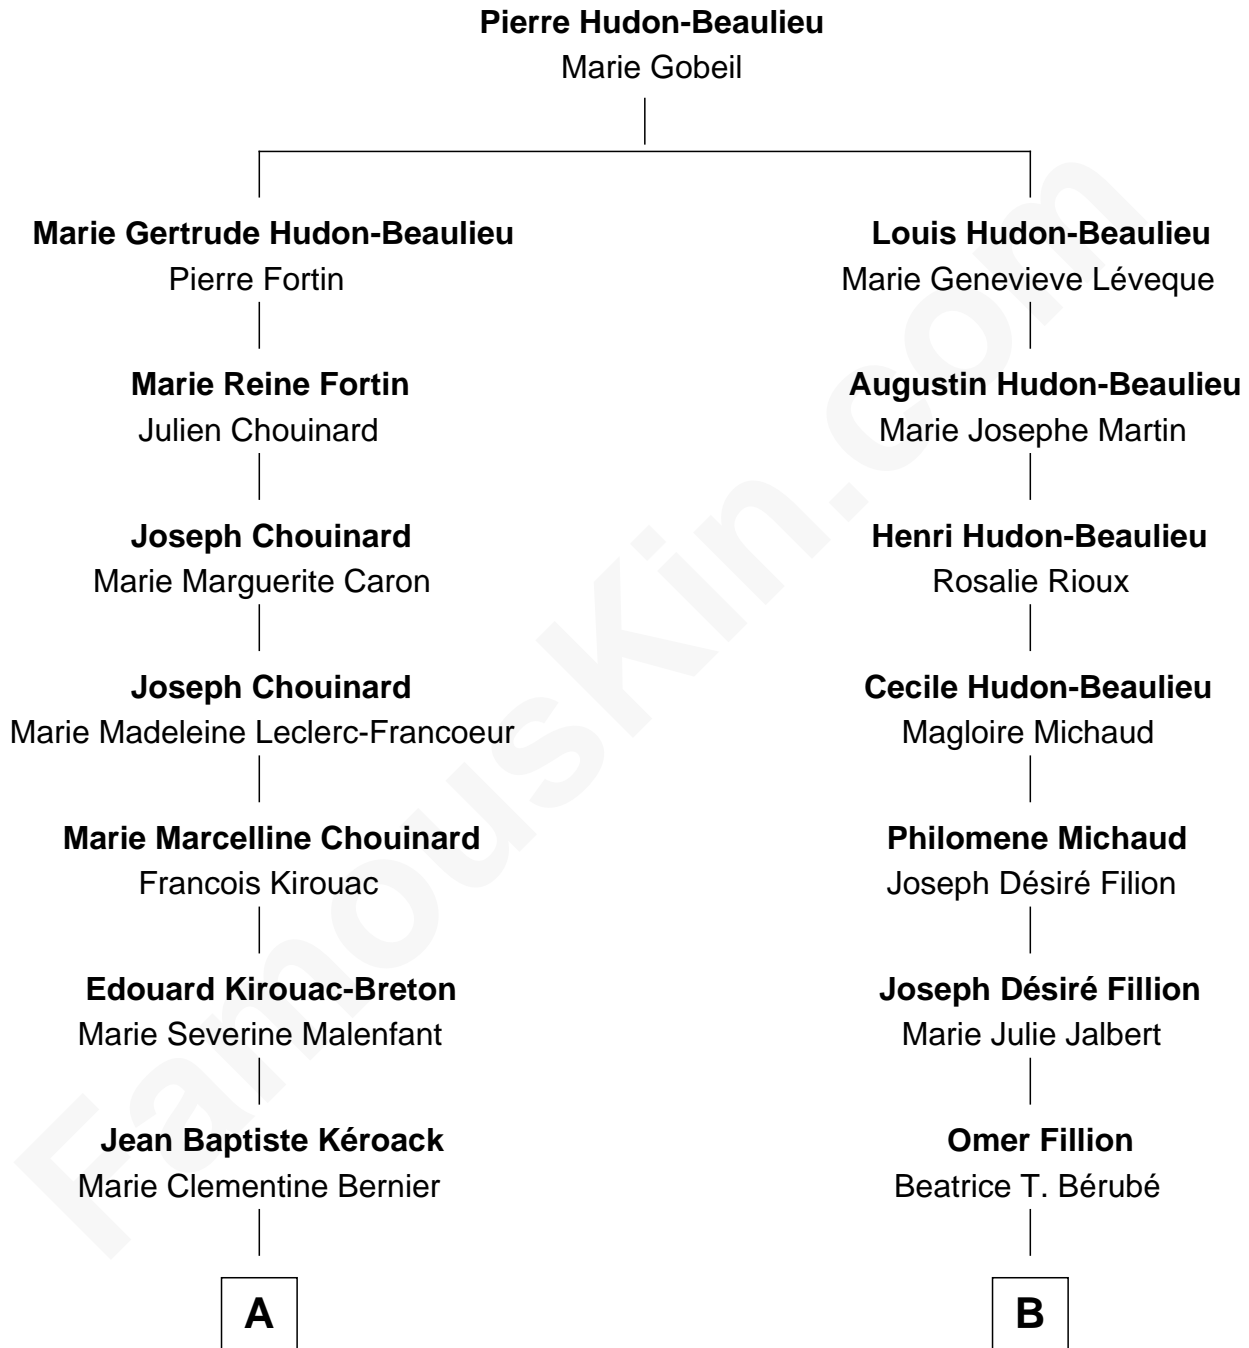 Pierre Hudon-Beaulieu
Marie Gobeil
Marie Gertrude Hudon-Beaulieu
Pierre Fortin
Louis Hudon-Beaulieu
Marie Genevieve Léveque
Marie Reine Fortin
Julien Chouinard
Augustin Hudon-Beaulieu
Marie Josephe Martin
Joseph Chouinard
Marie Marguerite Caron
Henri Hudon-Beaulieu
Rosalie Rioux
Joseph Chouinard
Marie Madeleine Leclerc-Francoeur
Cecile Hudon-Beaulieu
Magloire Michaud
Marie Marcelline Chouinard
Francois Kirouac
Philomene Michaud
Joseph Désiré Filion
Edouard Kirouac-Breton
Marie Severine Malenfant
Joseph Désiré Fillion
Marie Julie Jalbert
Jean Baptiste Kéroack
Marie Clementine Bernier
Omer Fillion
Beatrice T. Bérubé
A
B
FamousKin.com